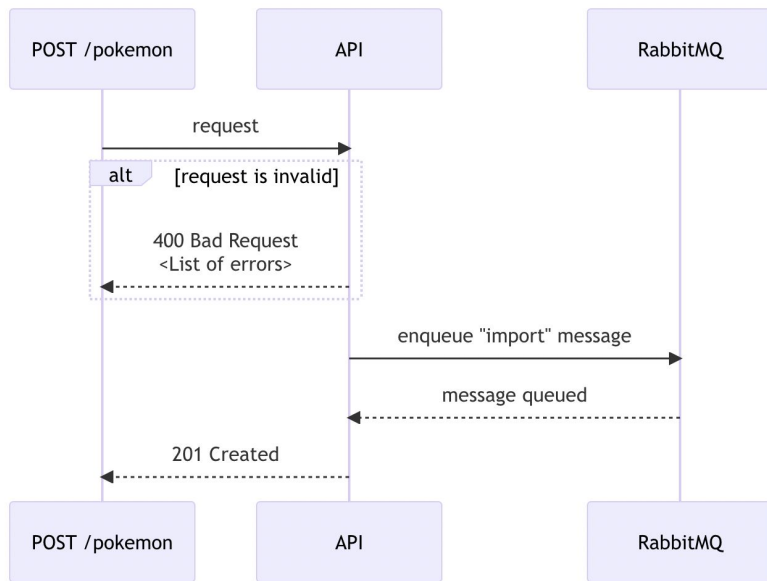 POST /pokemon
API
RabbitMQ
request
alt
[request is invalid]
400 Bad Request
<List of errors>
enqueue "import" message
message queued
201 Created
POST /pokemon
API
RabbitMQ